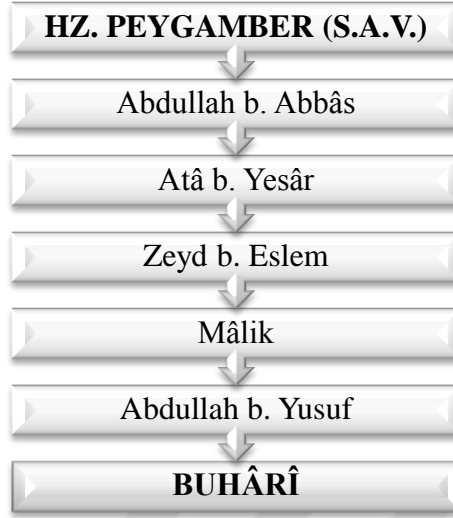 HZ. PEYGAMBER (S.A.V.)
Abdullah b. Abbâs
Atâ b. Yesâr
Zeyd b. Eslem
Mâlik
Abdullah b. Yusuf
BUHÂRÎ